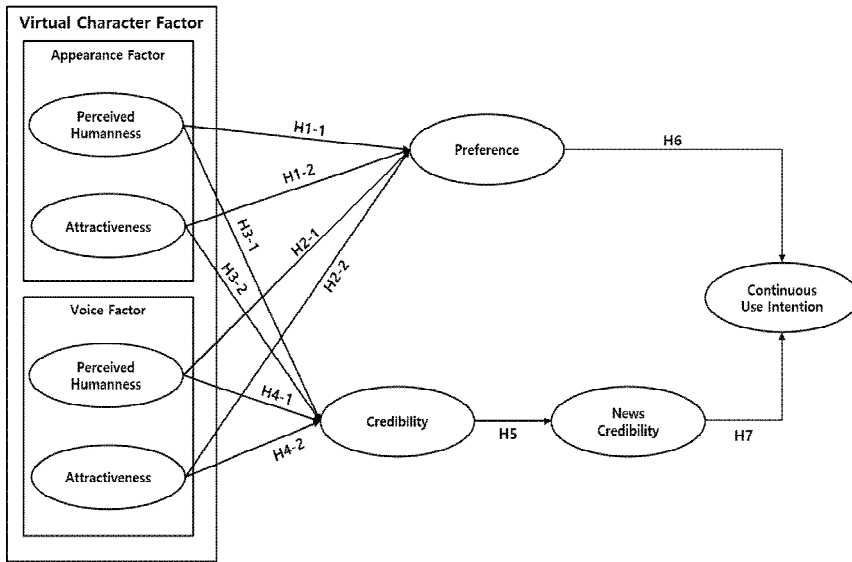 Virtual Character Factor
Appearance Factor
Perceived
Humanness
Attractiveness
Voice Factor
Perceived
Humanness
Attractiveness
H1-1
H1-2
H2-1
H2-2
H3-1
H3-2
H4-1
H4-2
Preference
Credibility
H5
News
Credibility
H6
H7
Continuous
Use Intention